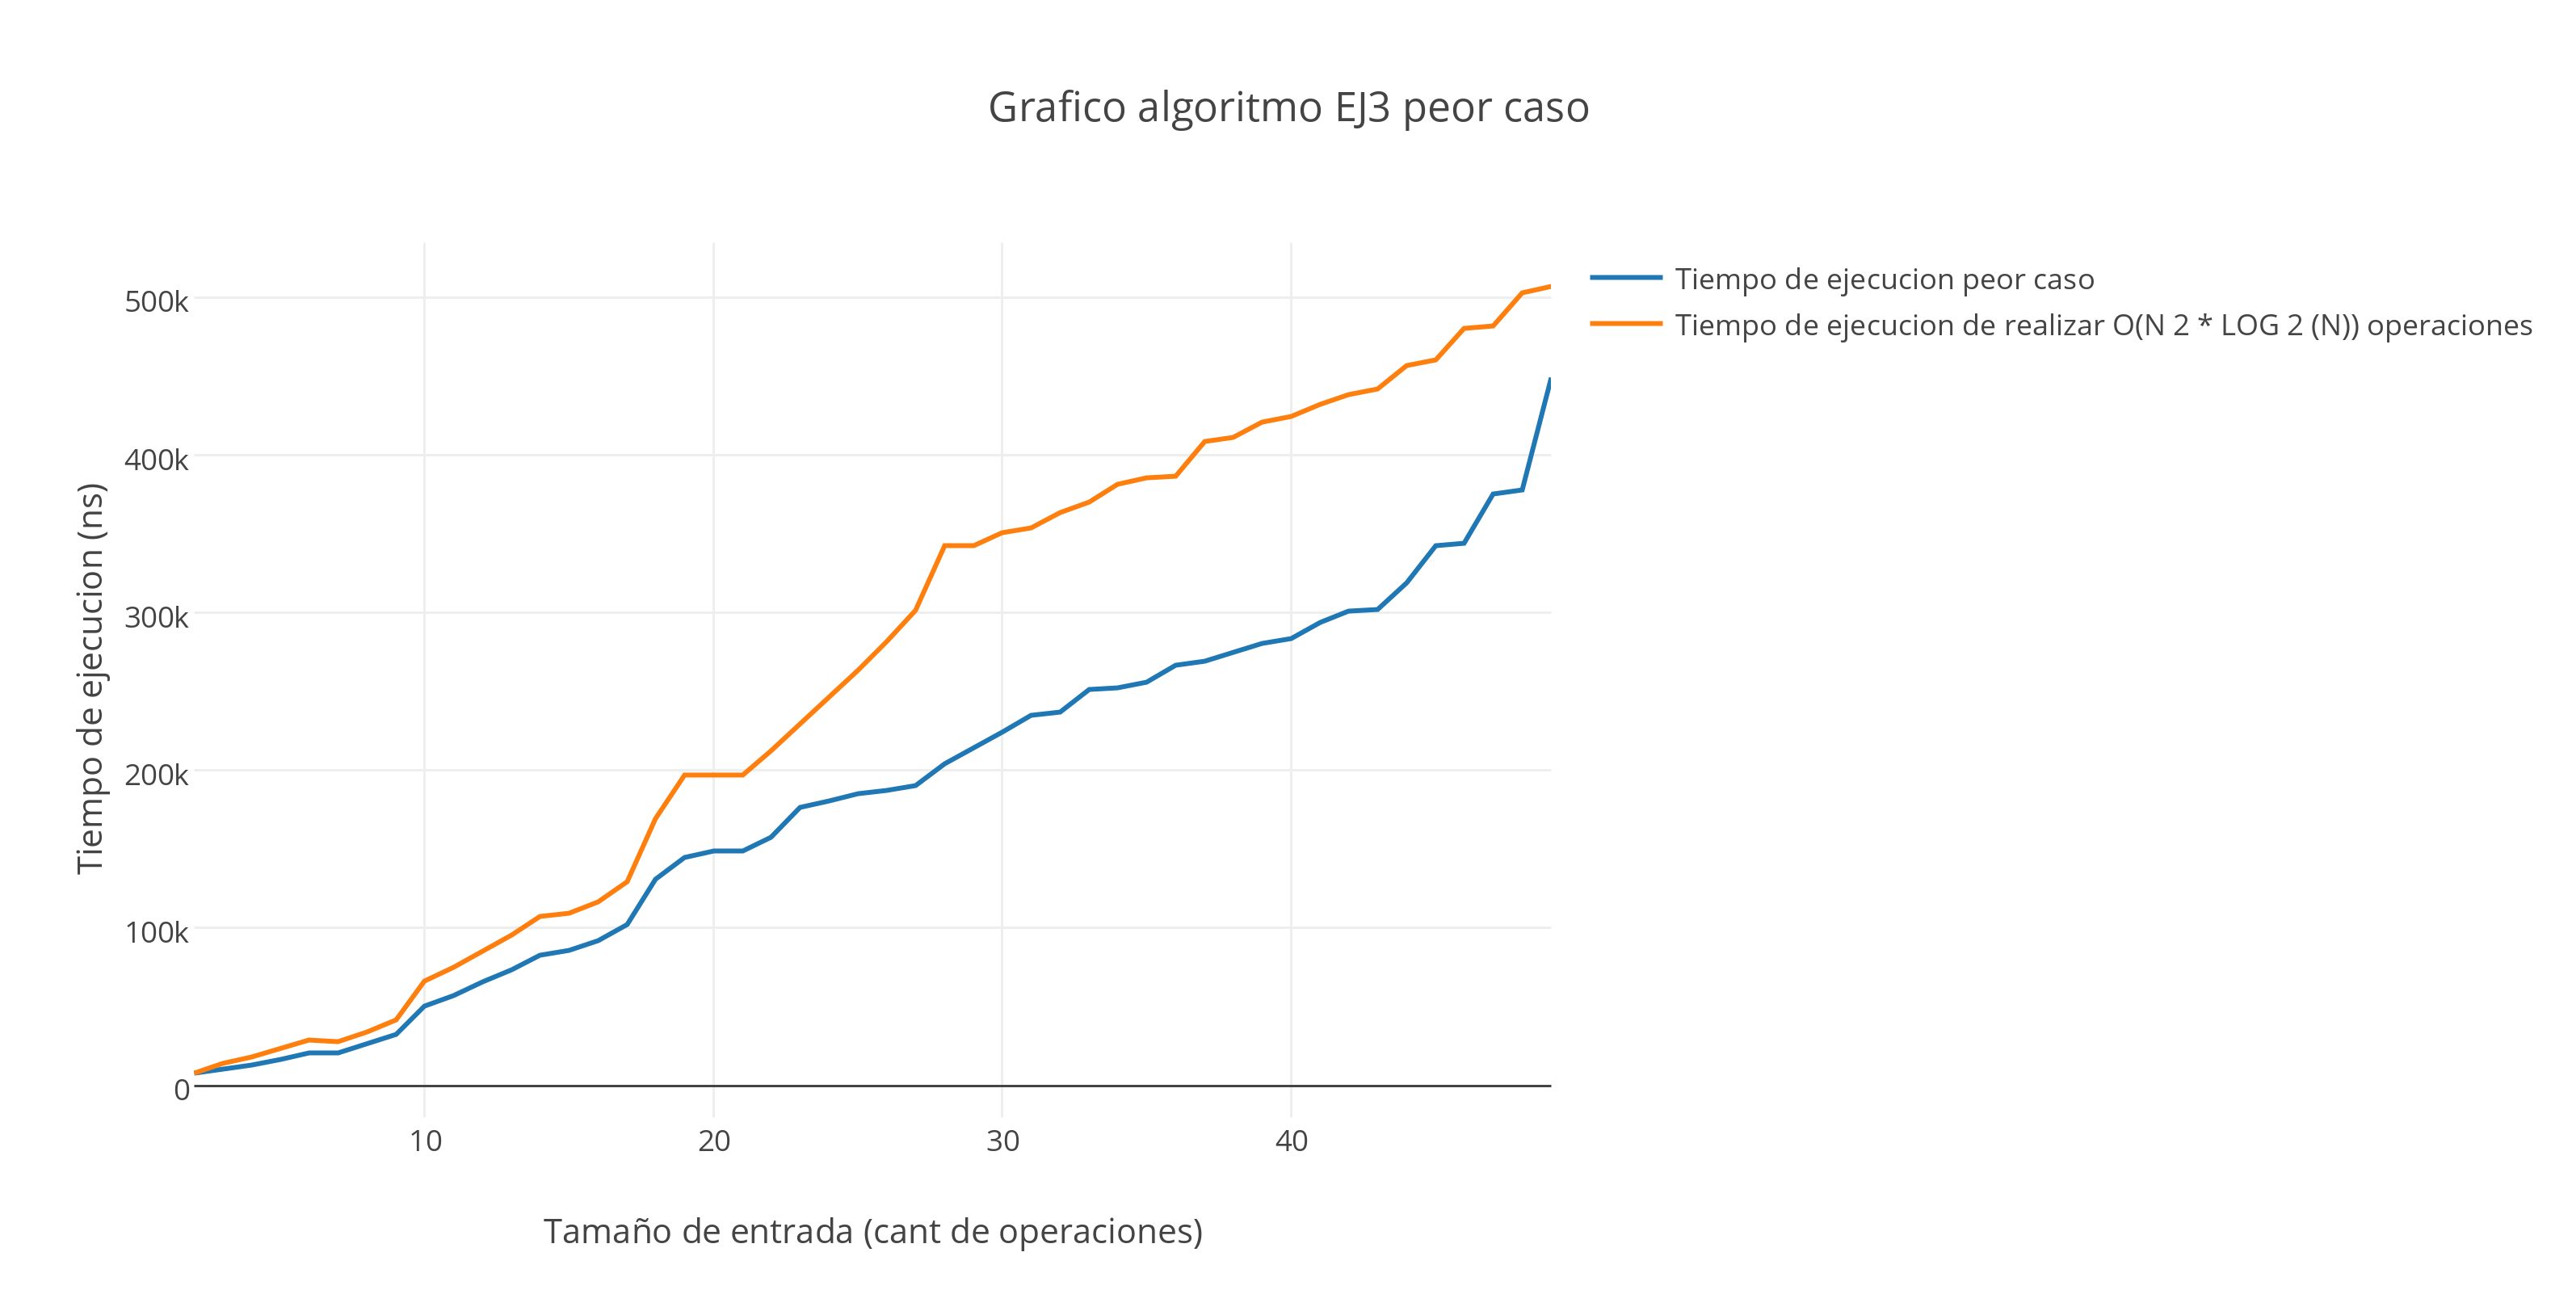 Grafico algoritmo EJ3 peor caso
Tiempo de ejecucion peor caso
Tiempo de ejecucion de realizar O(N 2 * LOG 2 (N)) operaciones
Tiempo de ejecucion (ns)
500k
400k
300k
200k
100k
0
10 20 30 40
Tamaño de entrada (cant de operaciones)